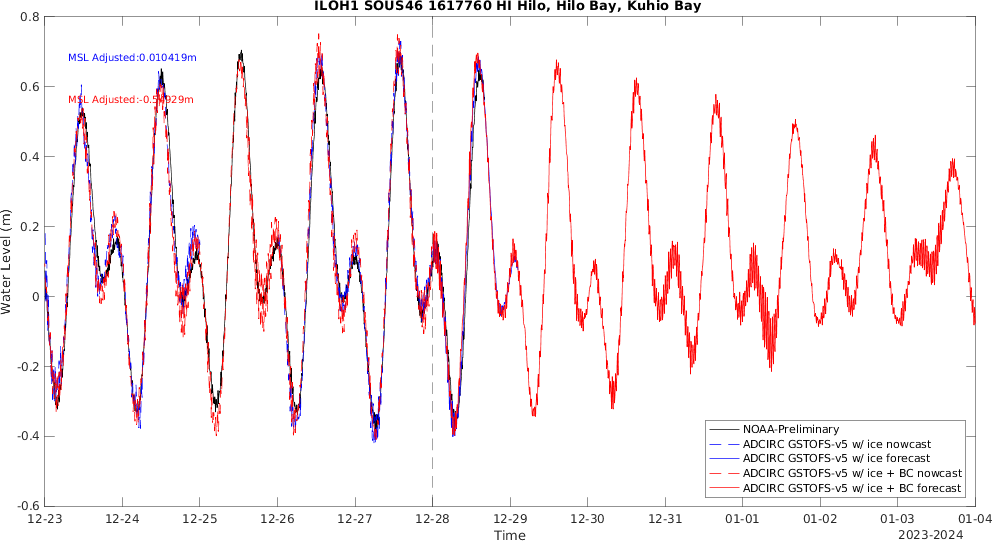 ILOH1 SOUS46 1617760 HI Hilo, Hilo Bay, Kuhio Bay
0.8
MSL Adjusted:0.010419m
0.6
0.4
0.2
0
-0.2
-0.4
-0.6
Water Level (m)
NOAA-Preliminary
ADCIRC GSTOFS-v5 w/ ice nowcast
ADCIRC GSTOFS-v5 w/ ice forecast
ADCIRC GSTOFS-v5 w/ ice + BC nowcast
ADCIRC GSTOFS-v5 w/ ice + BC forecast
12-23 12-24 12-25 12-26 12-27 12-28 12-29 12-30 12-31 01-01 01-02 01-03 01-04
Time
2023-2024